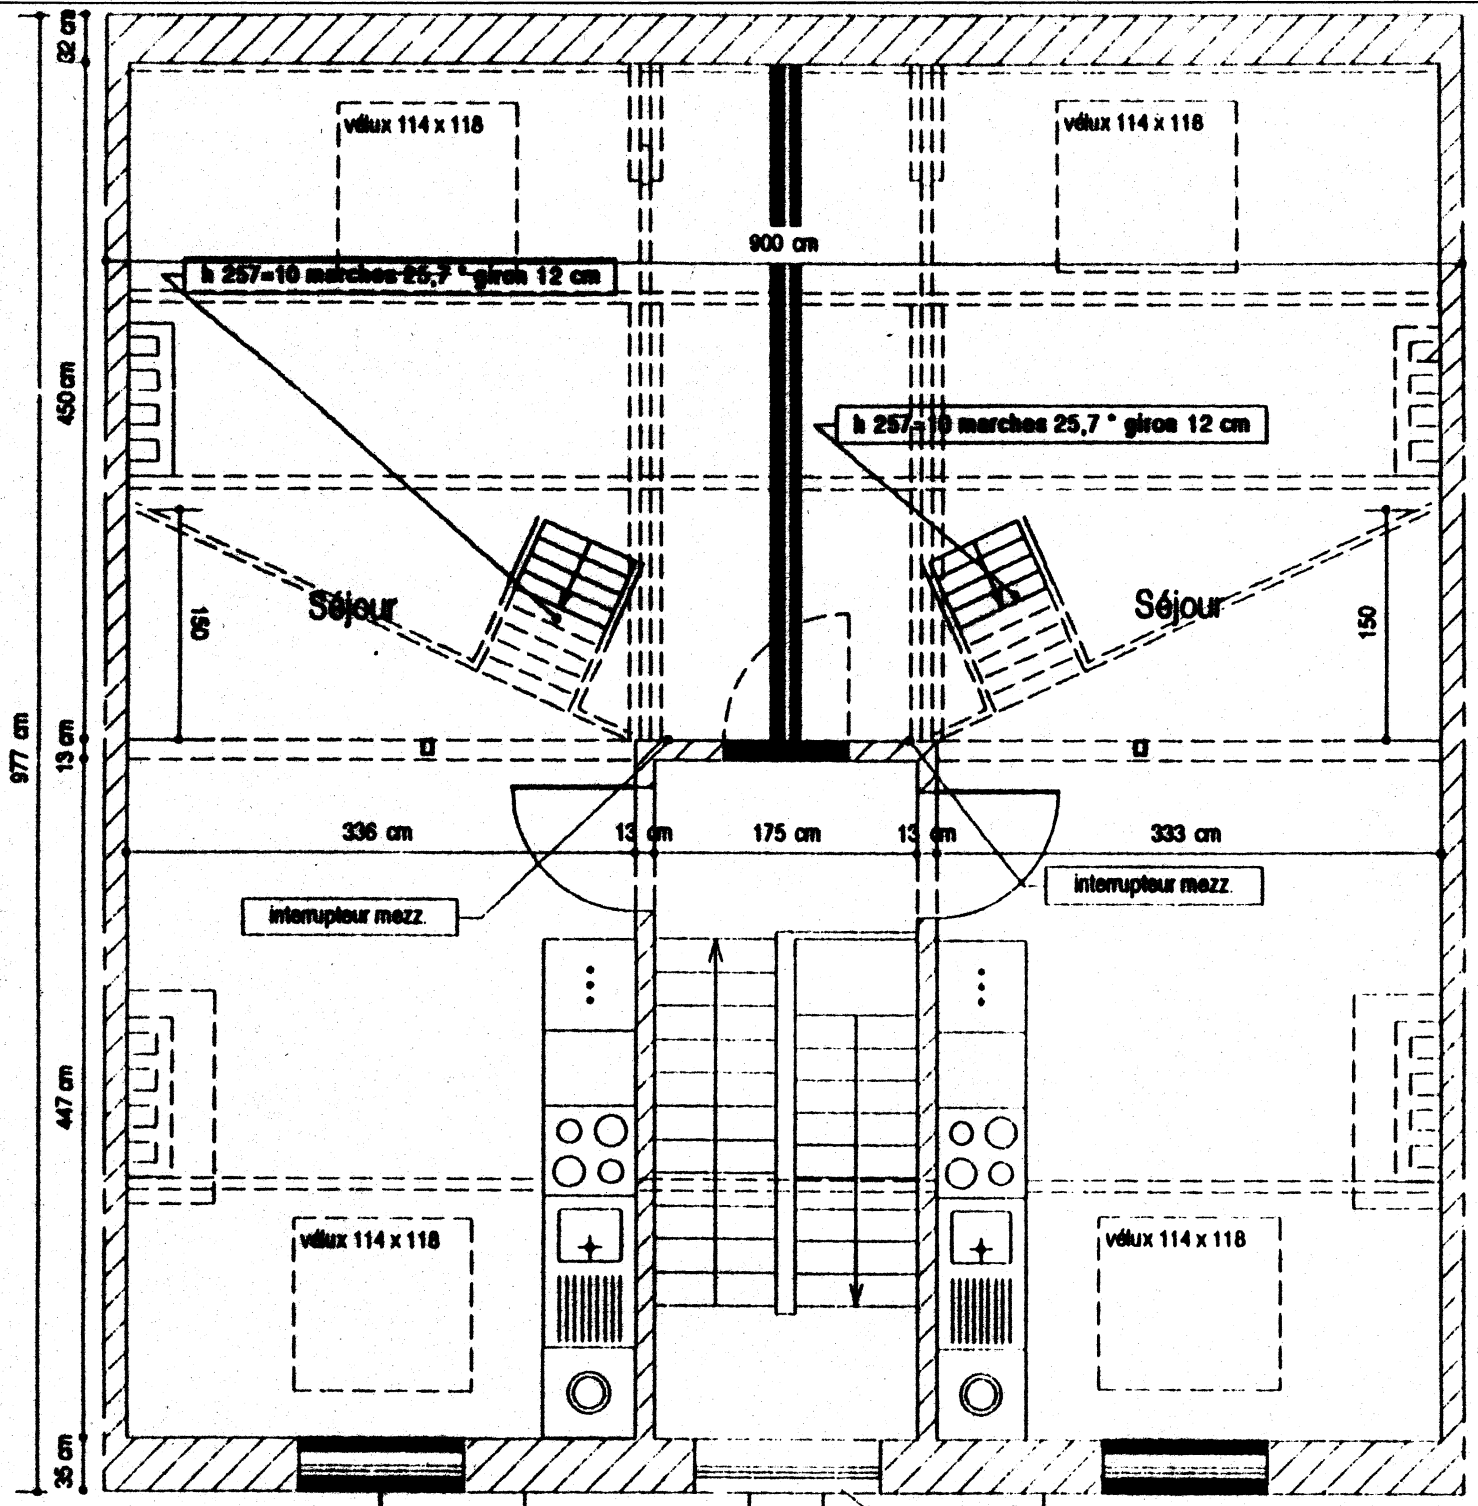 32 cm
vélux 114 x 118
vélux 114 x 118
900 cm
h 257=10 marches 25,7 ° giron 12 cm
450 cm
h 257=10 marches 25,7 ° giron 12 cm
Séjour
Séjour
150
150
977 cm
13 cm
336 cm
13 cm
175 cm
13 cm
333 cm
interrupteur mezz.
interrupteur mezz.
447 cm
vélux 114 x 118
vélux 114 x 118
35 cm